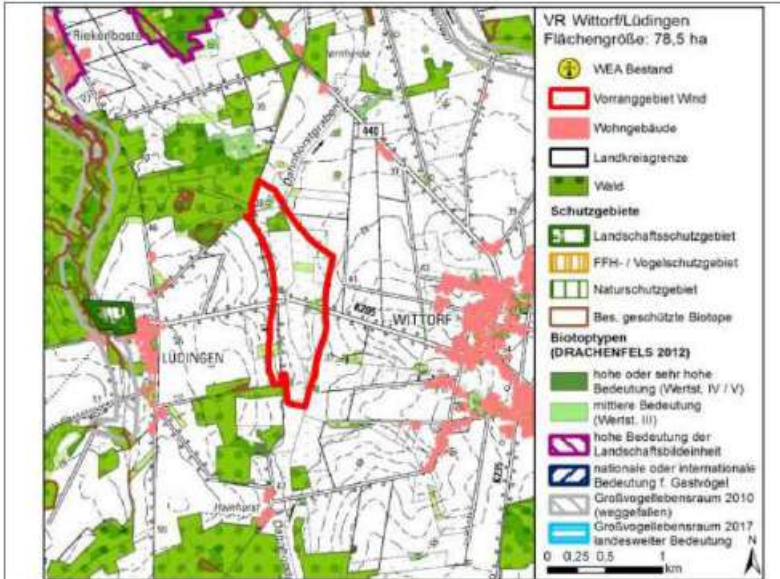 VR Wittorf/Lüdingen
Flächengröße: 78,5 ha
WEA Bestand
Vorranggebiet Wind
Wohngebäude
Landkreisgrenze
Wald
Schutzgebiete
Landschaftsschutzgebiet
FFH- / Vogelschutzgebiet
Naturschutzgebiet
Bes. geschützte Biotope
Biotoptypen
(DRACHENFELS 2012)
hohe oder sehr hohe
Bedeutung (Wertst. IV / V)
mittlere Bedeutung
(Wertst. III)
hohe Bedeutung der
Landschaftsbildeinheit
nationale oder internationale
Bedeutung f. Gastvögel
Großvogellebensraum 2010
(weggefallen)
Großvogellebensraum 2017
landesweiter Bedeutung
0 0,25 0,5 1
km
N
Riekenbostel
440
K205
WITTORF
LÜDINGEN
K235